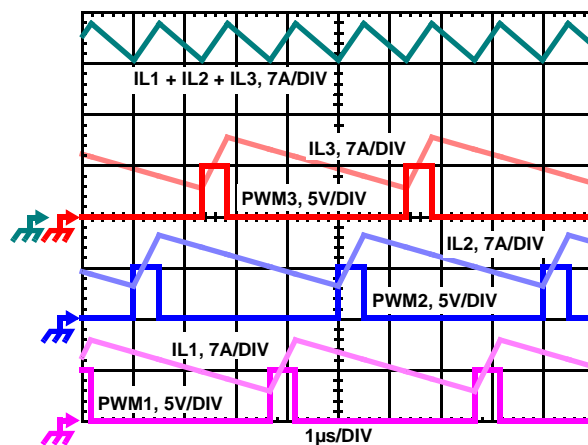 IL1 + IL2 + IL3, 7A/DIV
IL3, 7A/DIV
PWM3, 5V/DIV
IL2, 7A/DIV
PWM2, 5V/DIV
IL1, 7A/DIV
PWM1, 5V/DIV
1µs/DIV